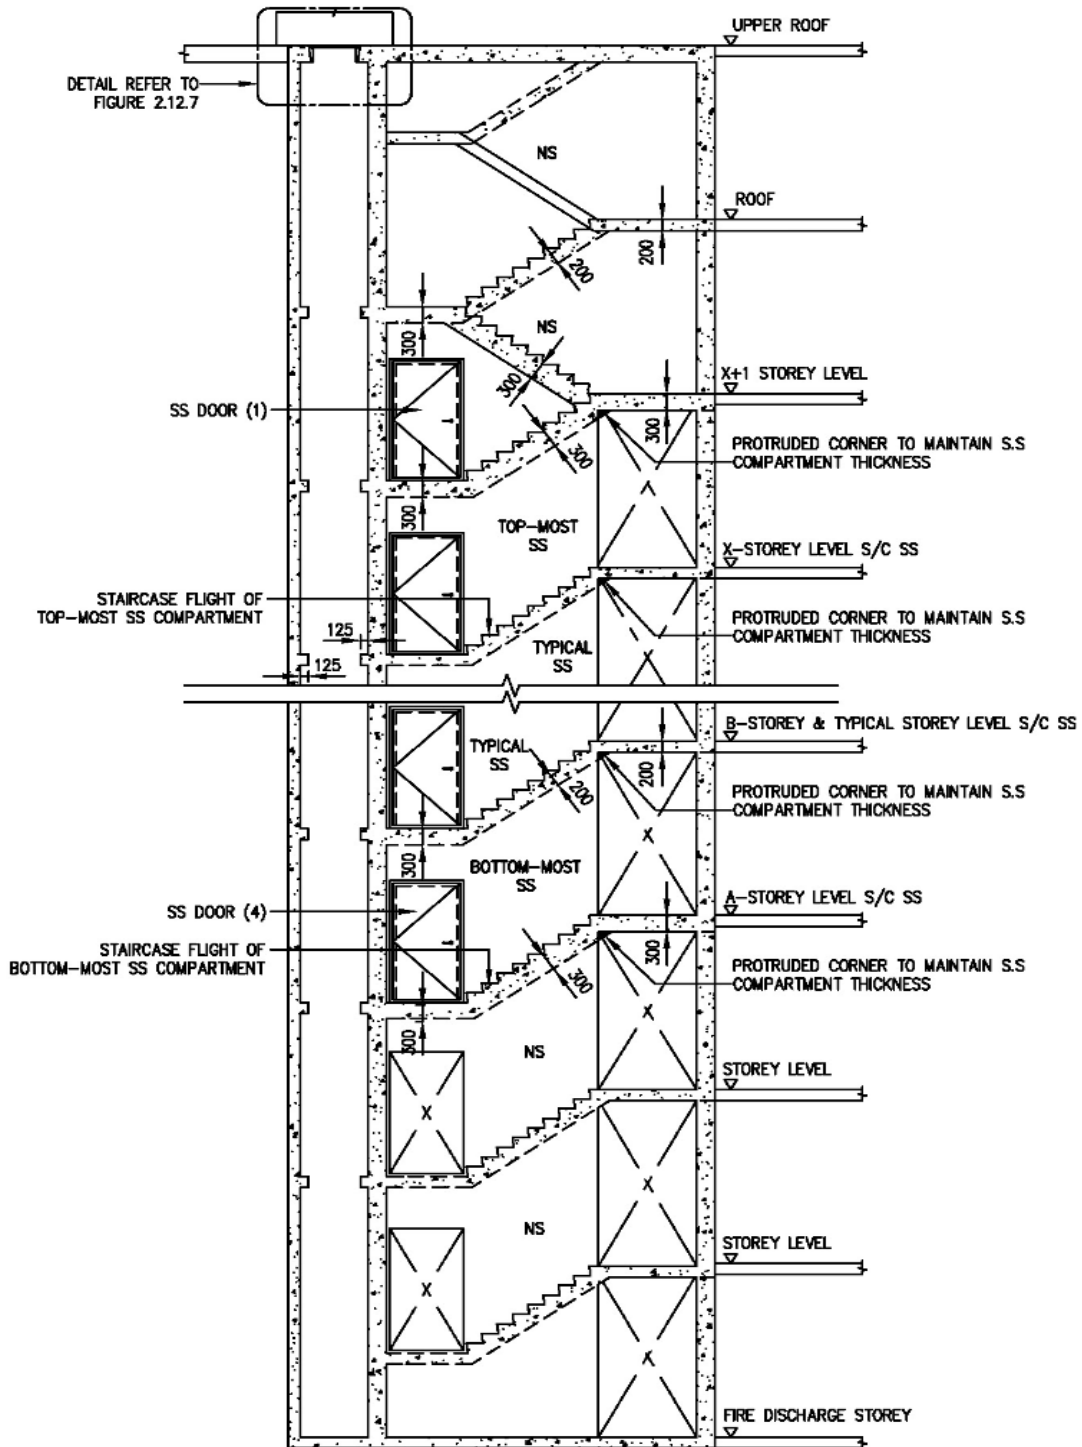 UPPER ROOF
DETAIL REFER TO
FIGURE 2.12.7
NS
ROOF
200
200
NS
300
300
X+1 STOREY LEVEL
SS DOOR (1)
300
300
PROTRUDED CORNER TO MAINTAIN S.S
COMPARTMENT THICKNESS
300
TOP-MOST
SS
X
X-STOREY LEVEL S/C SS
STAIRCASE FLIGHT OF
TOP-MOST SS COMPARTMENT
PROTRUDED CORNER TO MAINTAIN S.S
COMPARTMENT THICKNESS
125
TYPICAL
SS
X
125
B-STOREY & TYPICAL STOREY LEVEL S/C SS
TYPICAL
SS
200
200
PROTRUDED CORNER TO MAINTAIN S.S
COMPARTMENT THICKNESS
X
300
BOTTOM-MOST
SS
A-STOREY LEVEL S/C SS
SS DOOR (4)
300
STAIRCASE FLIGHT OF
BOTTOM-MOST SS COMPARTMENT
300
PROTRUDED CORNER TO MAINTAIN S.S
COMPARTMENT THICKNESS
X
300
NS
STOREY LEVEL
X
X
NS
STOREY LEVEL
X
X
FIRE DISCHARGE STOREY